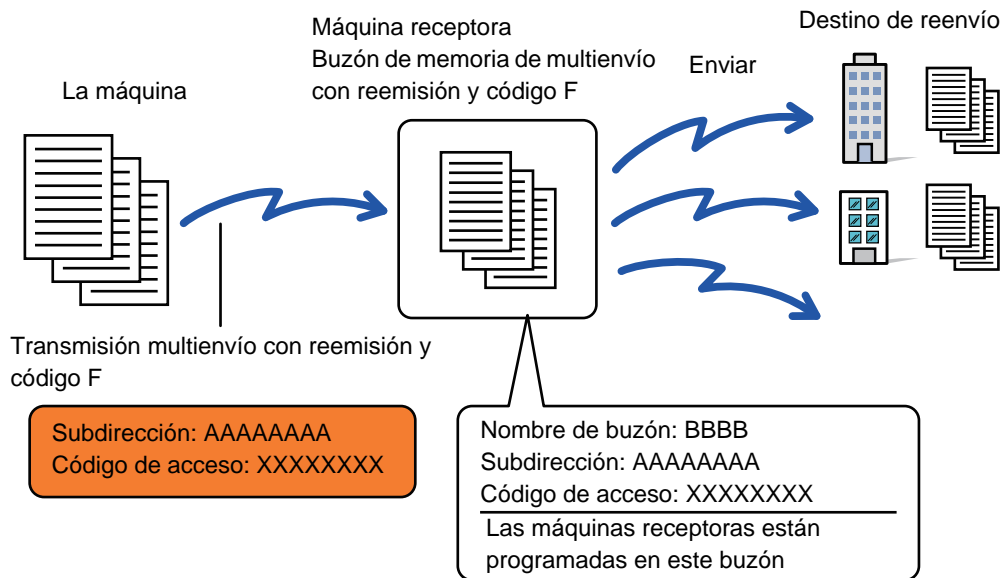 La máquina
Máquina receptora
Buzón de memoria de multienvío
con reemisión y código F
Enviar
Destino de reenvío
Transmisión multienvío con reemisión y
código F
Subdirección: AAAAAAAA
Código de acceso: XXXXXXXX
Nombre de buzón: BBBB
Subdirección: AAAAAAAA
Código de acceso: XXXXXXXX
Las máquinas receptoras están
programadas en este buzón